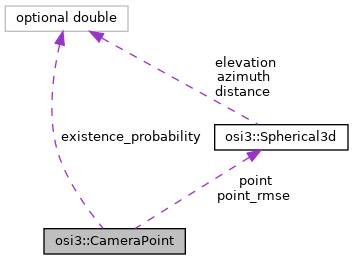 optional double
elevation
azimuth
distance
existence_probability
osi3::Spherical3d
point
point_rmse
osi3::CameraPoint